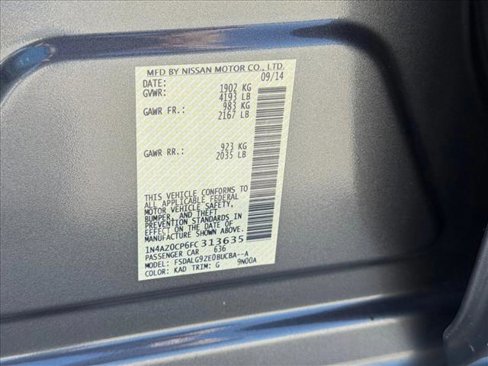 MFD BY NISSAN MOTOR CO., LTD.
DATE: 09/14
GVWR: 1902 KG
4193 LB
GAWR FR.: 983 KG
2167 LB
GAWR RR.: 923 KG
2035 LB
THIS VEHICLE CONFORMS TO
ALL APPLICABLE FEDERAL
MOTOR VEHICLE SAFETY,
BUMPER, AND THEFT
PREVENTION STANDARDS IN
EFFECT ON THE DATE OF
MANUFACTURE SHOWN ABOVE.
1N4AZ0CP6FC313635
PASSENGER CAR 636
MODEL: FSDALG9ZE0BUCBA--A
COLOR: KAD TRIM: G 9N00A